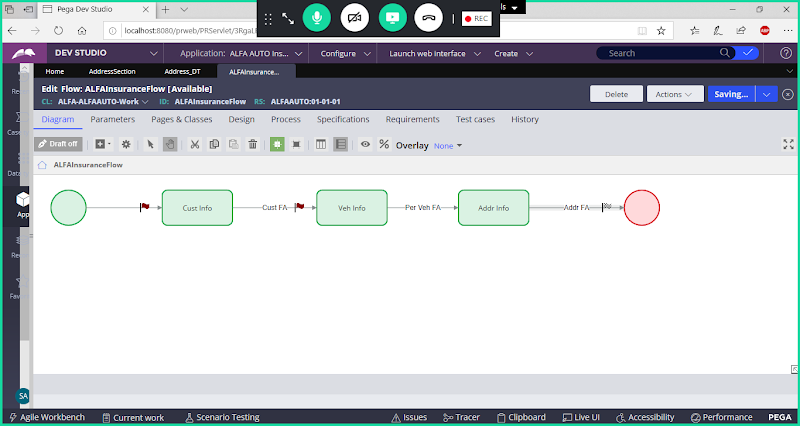 Pega Dev Studio
REC
localhost:8080/prweb/PRServlet/3Rgal
ABP
DEV STUDIO
Application: ALFA AUTO Ins...
Configure
Launch web interface
Create
Search
Home
AddressSection
Address_DT
ALFAInsurance...
Edit Flow: ALFAInsuranceFlow [Available]
CL: ALFA-ALFAAUTO-Work ID: ALFAInsuranceFlow RS: ALFAAUTO:01-01-01
Delete
Actions
Saving...
Diagram Parameters Pages & Classes Design Process Specifications Requirements Test cases History
Draft off
Overlay None
ALFAInsuranceFlow
Cust Info
Cust FA
Veh Info
Per Veh FA
Addr Info
Addr FA
Re
Case
Data
App
Re
Fav
SA
Agile Workbench Current work Scenario Testing Issues Tracer Clipboard Live UI Accessibility Performance PEGA